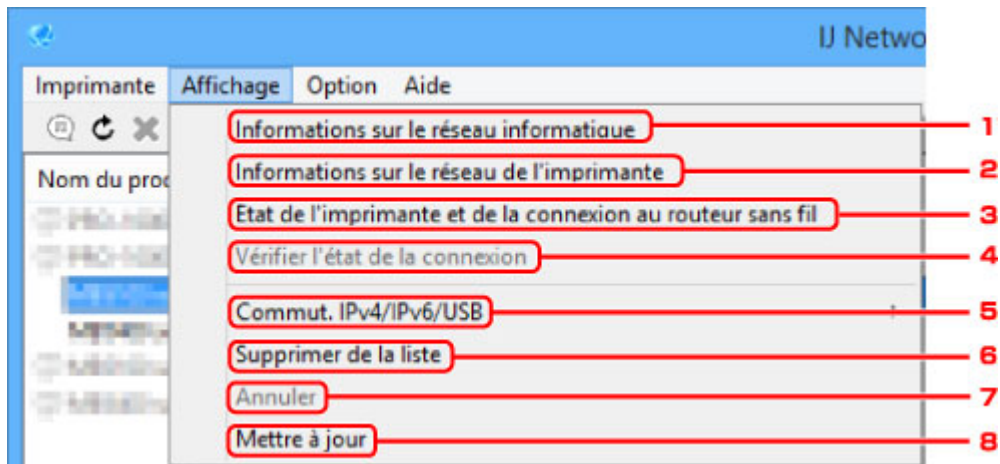 IJ Netwo
Imprimante Affichage Option Aide
Informations sur le réseau informatique 1
Informations sur le réseau de l'imprimante 2
Nom du prod
Etat de l'imprimante et de la connexion au routeur sans fil 3
Vérifier l'état de la connexion 4
Commut. IPv4/IPv6/USB 5
Supprimer de la liste 6
Annuler 7
Mettre à jour 8